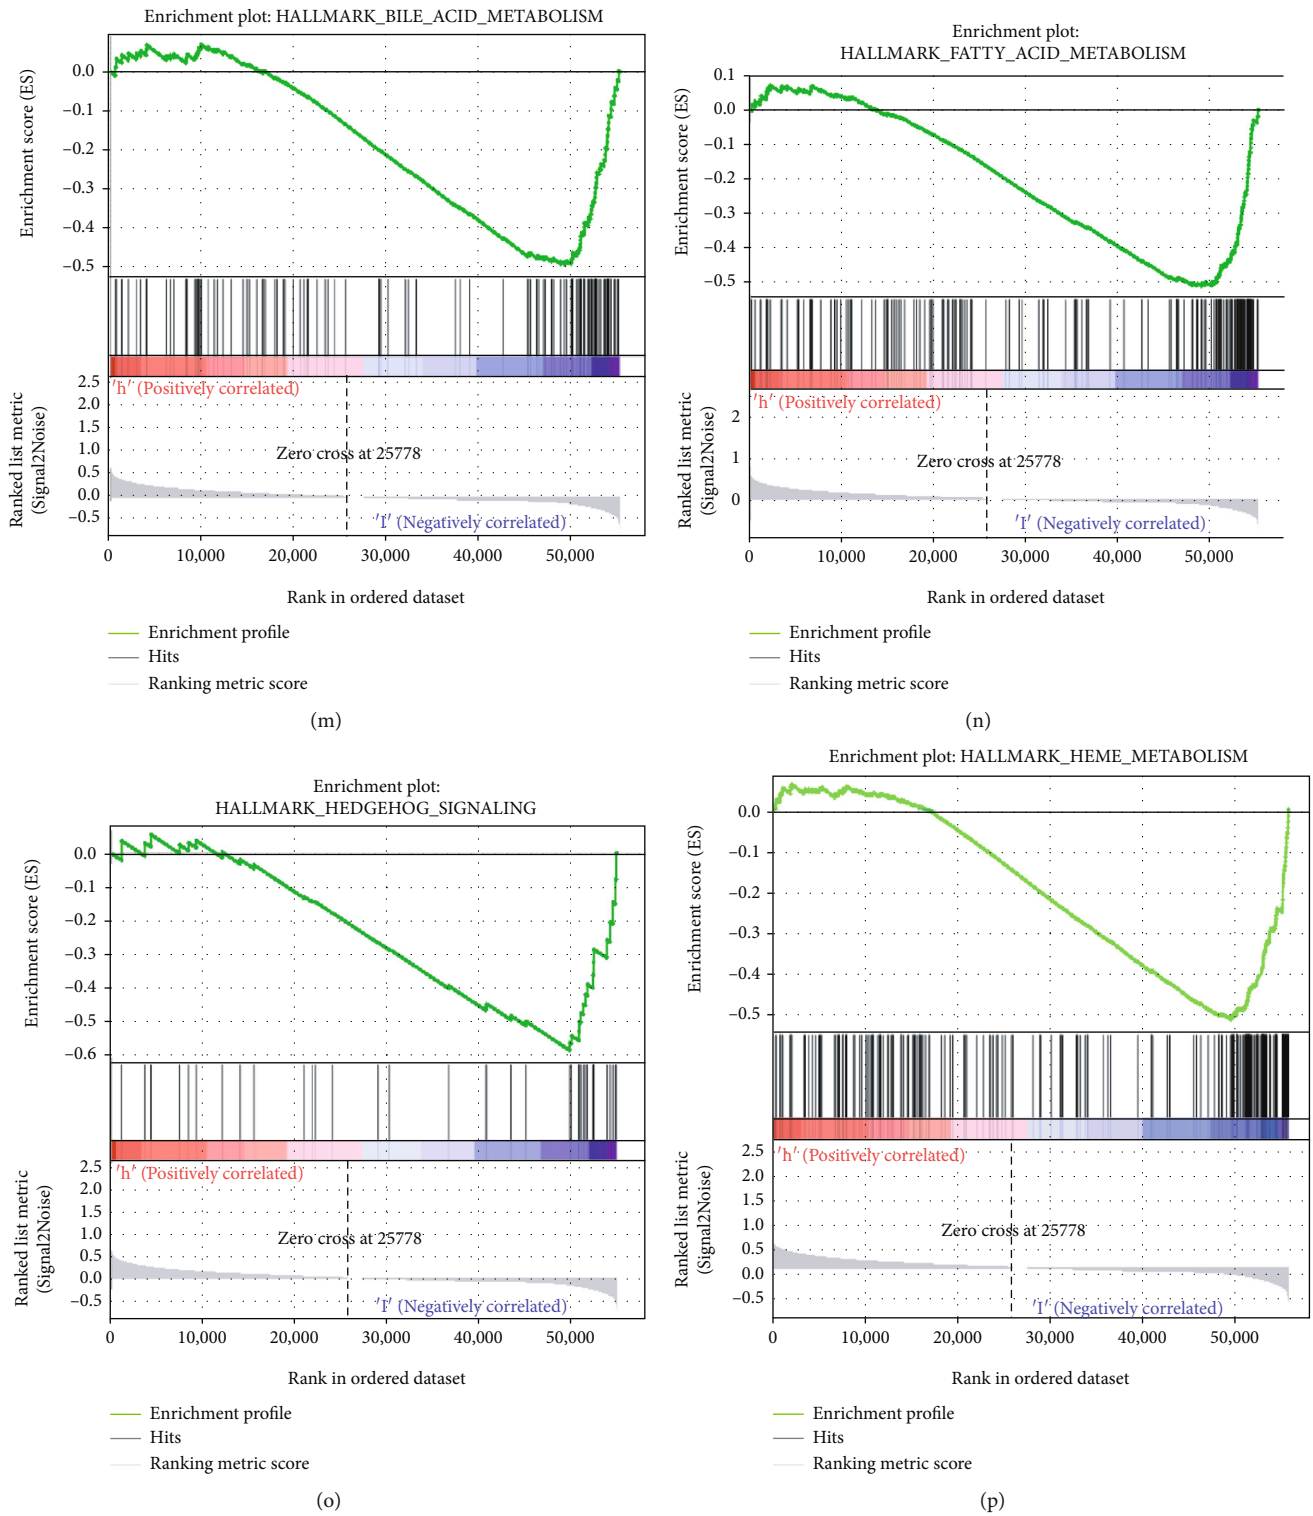 Enrichment plot: HALLMARK_BILE_ACID_METABOLISM
Enrichment score (ES)
0.0
−0.1
−0.2
−0.3
−0.4
−0.5
Ranked list metric
(Signal2Noise)
2.5
2.0
1.5
1.0
0.5
0.0
−0.5
'h' (Positively correlated)
Zero cross at 25778
'I' (Negatively correlated)
0 10,000 20,000 30,000 40,000 50,000
Rank in ordered dataset
Enrichment profile
Hits
Ranking metric score
(m)
Enrichment plot:
HALLMARK_FATTY_ACID_METABOLISM
Enrichment score (ES)
0.1
0.0
−0.1
−0.2
−0.3
−0.4
−0.5
Ranked list metric
(Signal2Noise)
2
1
0
'h' (Positively correlated)
Zero cross at 25778
'I' (Negatively correlated)
0 10,000 20,000 30,000 40,000 50,000
Rank in ordered dataset
Enrichment profile
Hits
Ranking metric score
(n)
Enrichment plot:
HALLMARK_HEDGEHOG_SIGNALING
Enrichment score (ES)
0.0
−0.1
−0.2
−0.3
−0.4
−0.5
−0.6
Ranked list metric
(Signal2Noise)
2.5
2.0
1.5
1.0
0.5
0.0
−0.5
'h' (Positively correlated)
Zero cross at 25778
'I' (Negatively correlated)
0 10,000 20,000 30,000 40,000 50,000
Rank in ordered dataset
Enrichment profile
Hits
Ranking metric score
(o)
Enrichment plot: HALLMARK_HEME_METABOLISM
Enrichment score (ES)
0.0
−0.1
−0.2
−0.3
−0.4
−0.5
Ranked list metric
(Signal2Noise)
2.5
2.0
1.5
1.0
0.5
0.0
−0.5
'h' (Positively correlated)
Zero cross at 25778
'I' (Negatively correlated)
0 10,000 20,000 30,000 40,000 50,000
Rank in ordered dataset
Enrichment profile
Hits
Ranking metric score
(p)